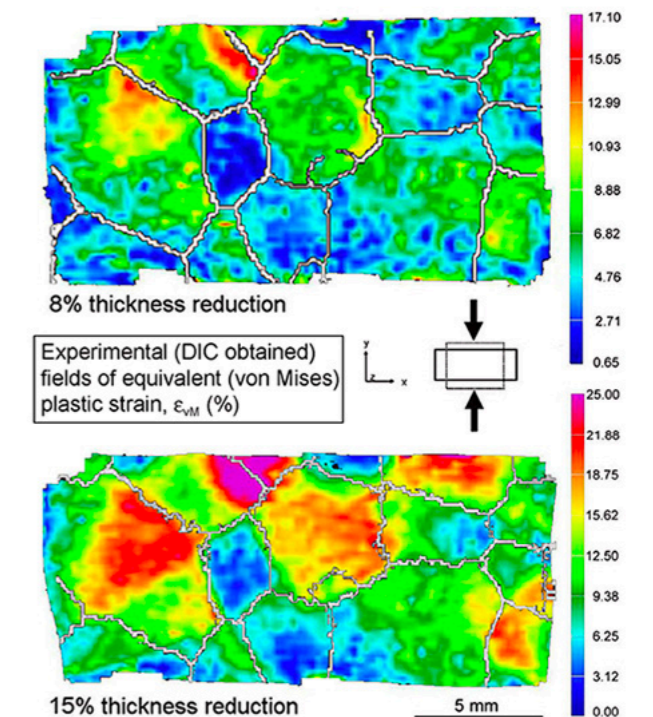 17.10
15.05
12.99
10.93
8.88
6.82
4.76
2.71
0.65
8% thickness reduction
Experimental (DIC obtained)
fields of equivalent (von Mises)
plastic strain, εvM (%)
y
z
x
25.00
21.88
18.75
15.62
12.50
9.38
6.25
3.12
0.00
15% thickness reduction
5 mm